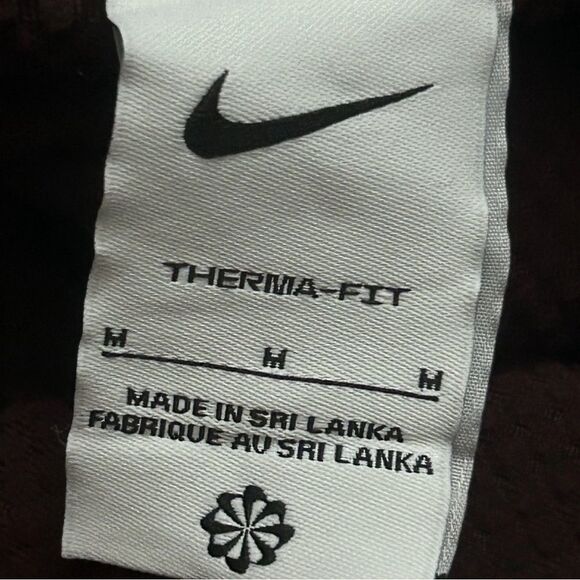 THERMA-FIT
M M M
MADE IN SRI LANKA
FABRIQUE AU SRI LANKA